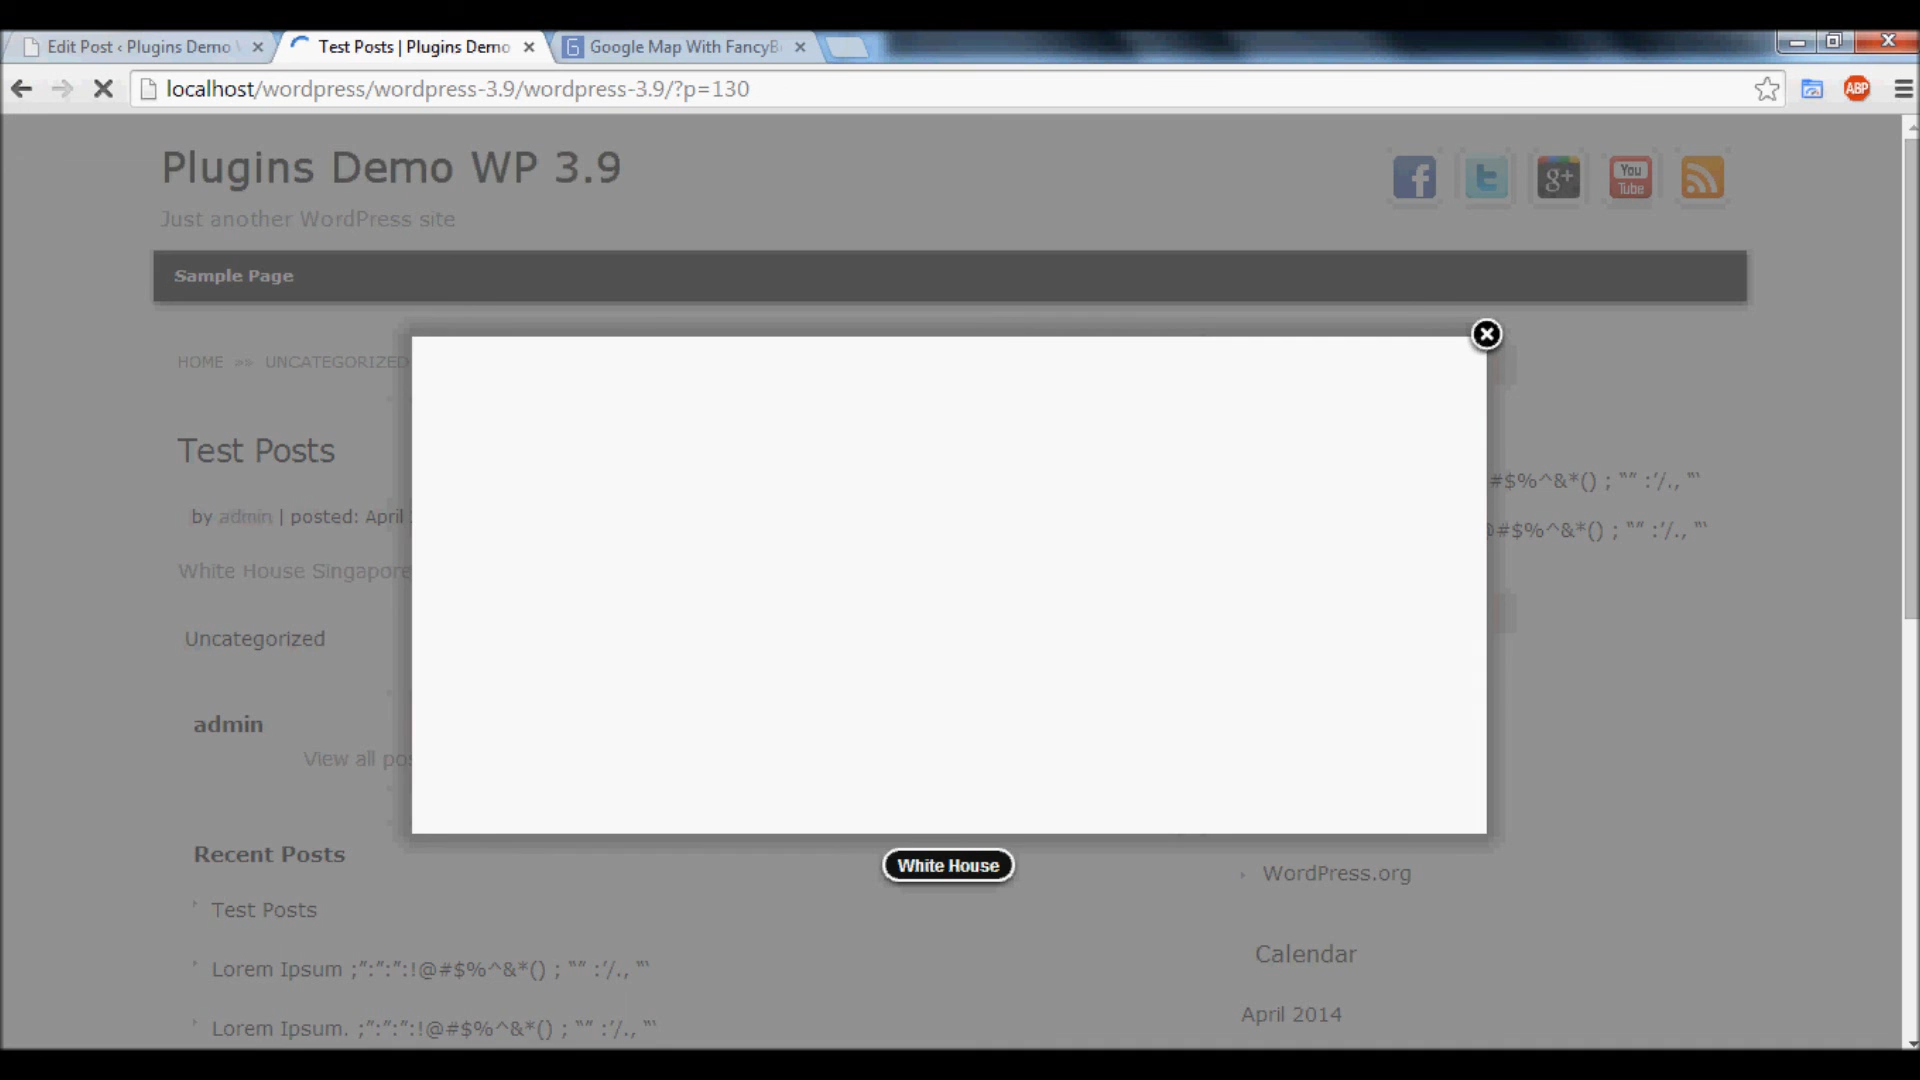 Edit Post ‹ Plugins Demo
Test Posts | Plugins Demo
Google Map With FancyB
localhost/wordpress/wordpress-3.9/wordpress-3.9/?p=130
ABP
Plugins Demo WP 3.9
Just another WordPress site
f
t
g+
You
Tube
Sample Page
HOME »» UNCATEGORIZED
Test Posts
#$%^&*() ; “” :’/., “‘
by admin | posted: April
@#$%^&*() ; “” :’/., “‘
White House Singapore
Uncategorized
admin
View all pos
Recent Posts
White House
WordPress.org
Test Posts
Calendar
Lorem Ipsum ;”:”:”:!@#$%^&*() ; “” :’/., “‘
April 2014
Lorem Ipsum. ;”:”:”:!@#$%^&*() ; “” :’/., “‘